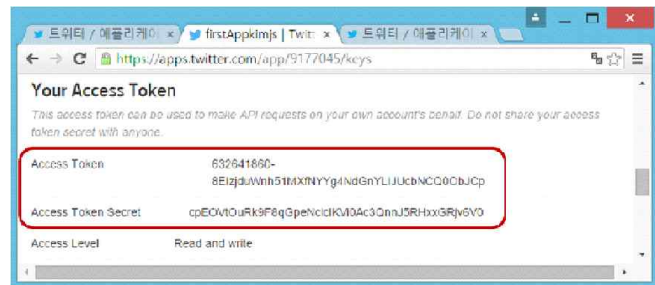 트위터 / 애플리케이 × firstAppkimjs | Twit × 트위터 / 애플리케이 ×
https://apps.twitter.com/app/9177045/keys
Your Access Token
This access token can be used to make API requests on your own account's behalf. Do not share your access
token secret with anyone.
Access Token
Access Token Secret
Access Level Read and write